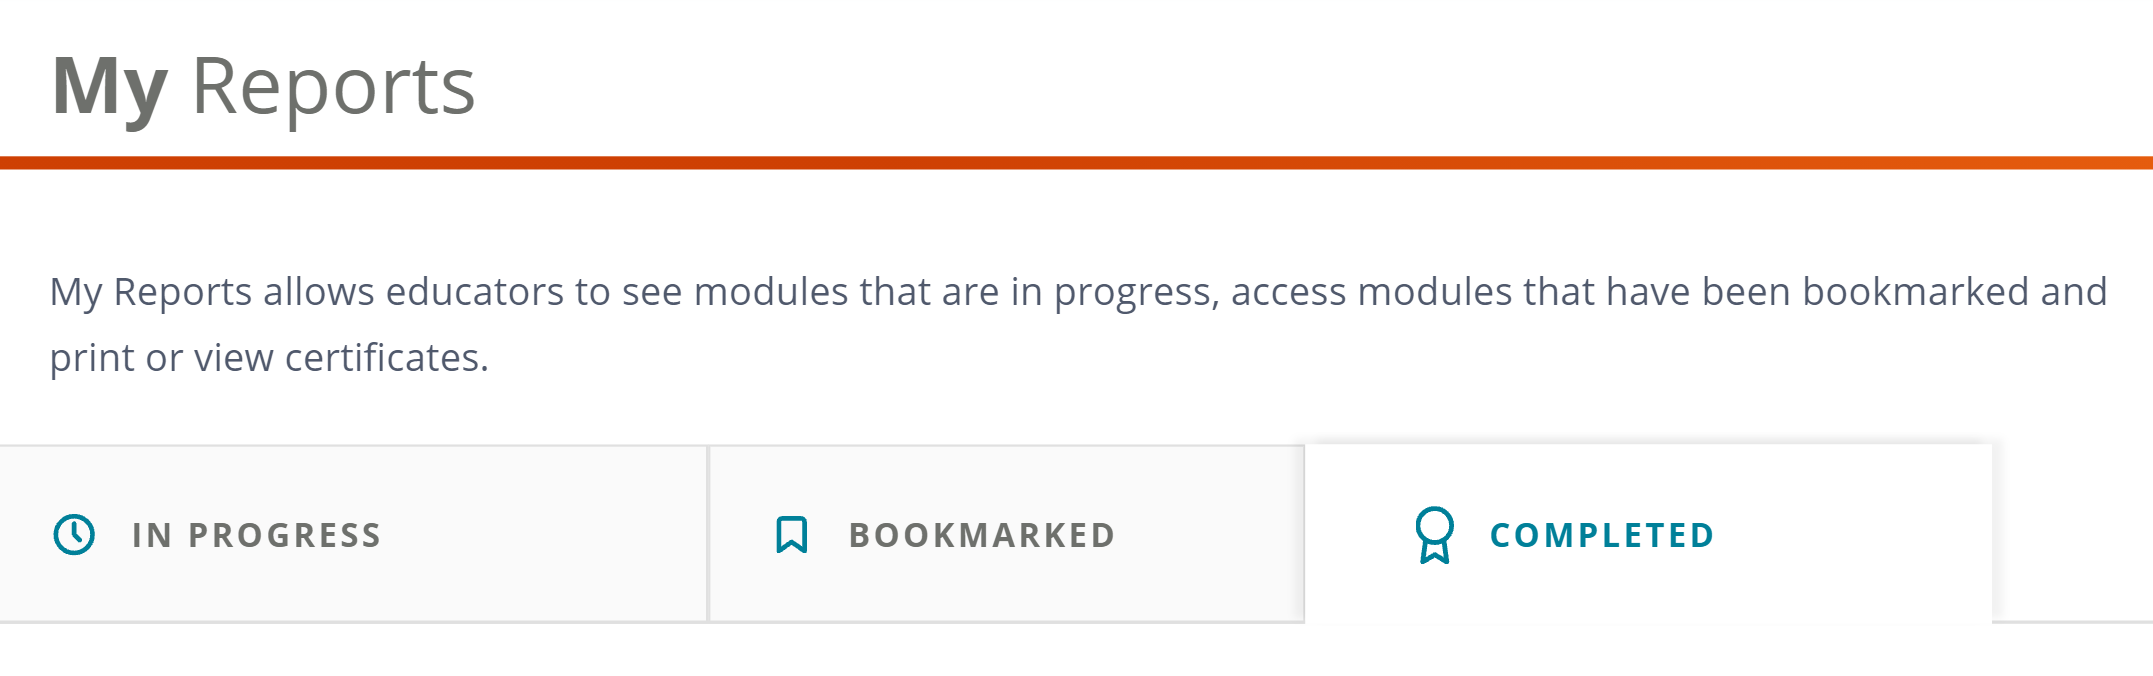 My Reports
My Reports allows educators to see modules that are in progress, access modules that have been bookmarked and
print or view certificates.
IN PROGRESS
BOOKMARKED
COMPLETED